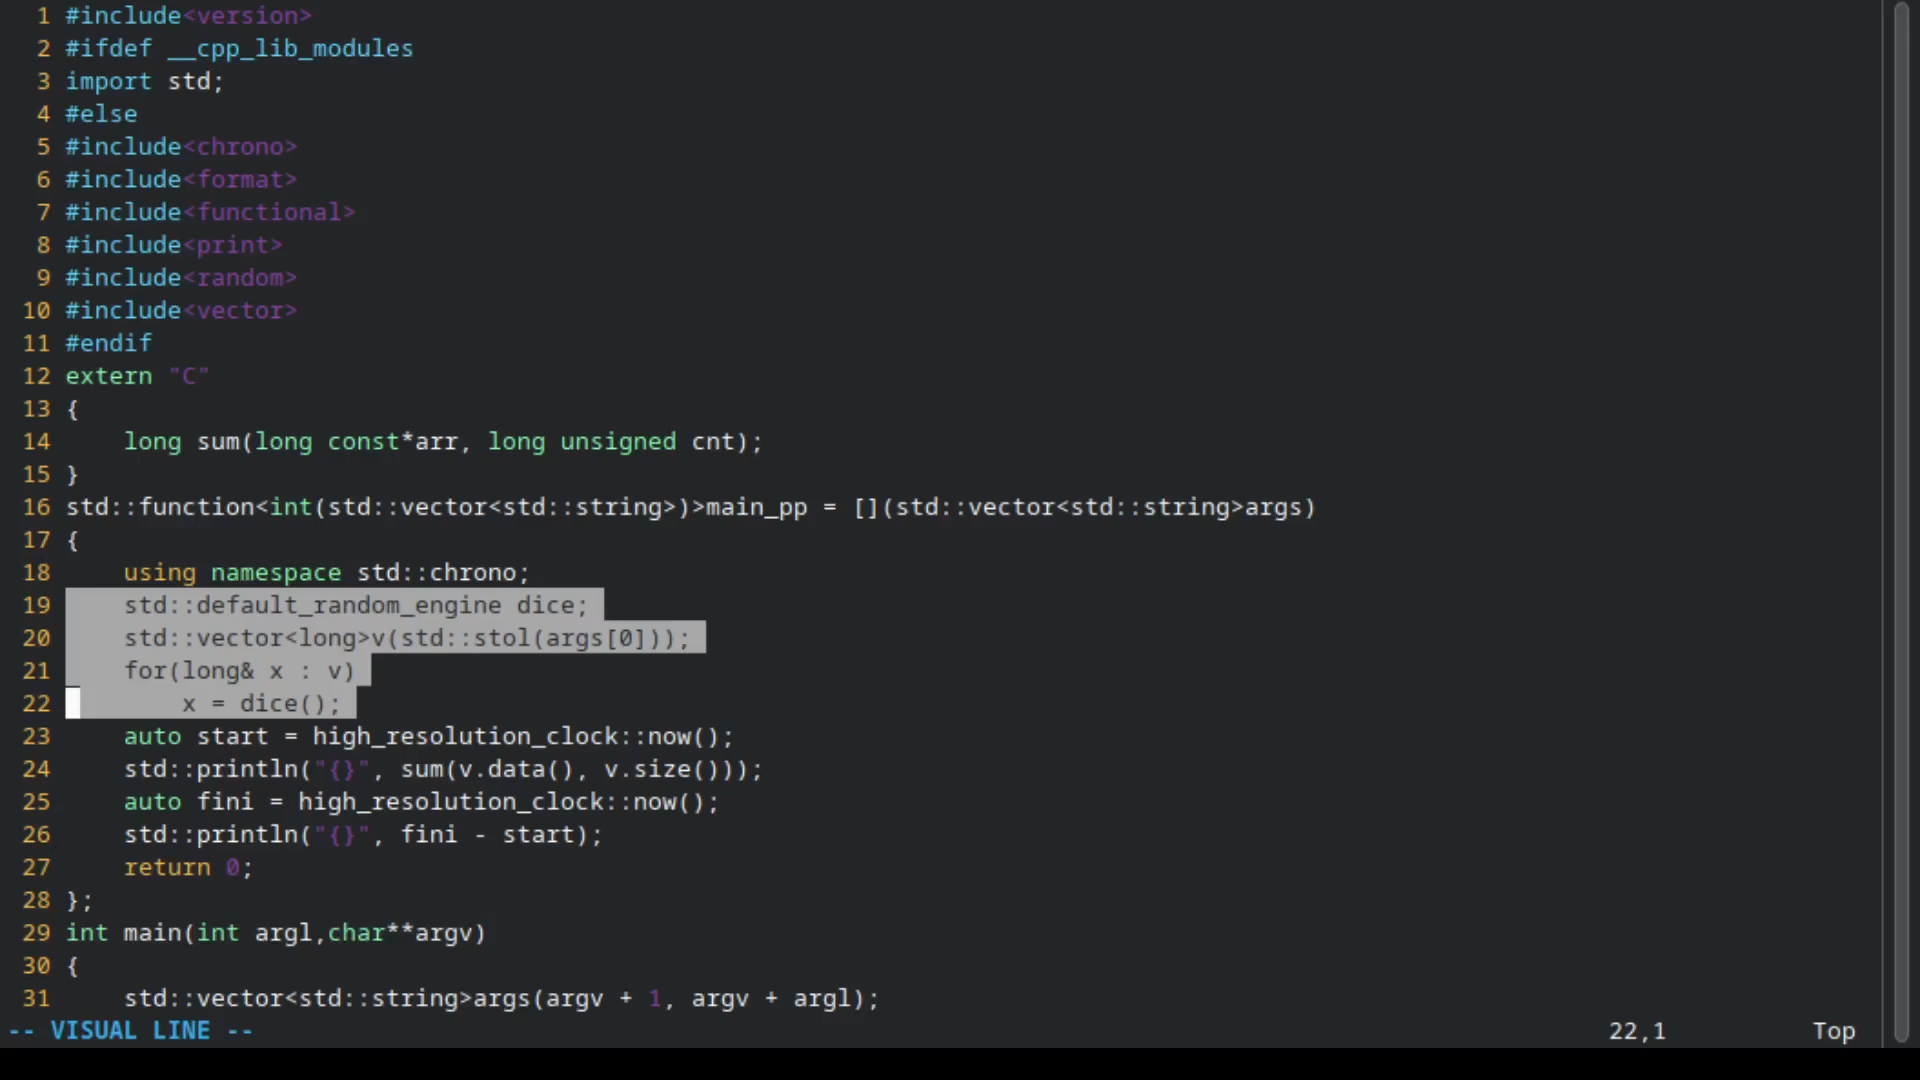 1 #include<version>
2 #ifdef __cpp_lib_modules
3 import std;
4 #else
5 #include<chrono>
6 #include<format>
7 #include<functional>
8 #include<print>
9 #include<random>
10 #include<vector>
11 #endif
12 extern "C"
13 {
14     long sum(long const*arr, long unsigned cnt);
15 }
16 std::function<int(std::vector<std::string>)>main_pp = [](std::vector<std::string>args)
17 {
18     using namespace std::chrono;
19     std::default_random_engine dice;
20     std::vector<long>v(std::stol(args[0]));
21     for(long& x : v)
22         x = dice();
23     auto start = high_resolution_clock::now();
24     std::println("{}", sum(v.data(), v.size()));
25     auto fini = high_resolution_clock::now();
26     std::println("{}", fini - start);
27     return 0;
28 };
29 int main(int argl,char**argv)
30 {
31     std::vector<std::string>args(argv + 1, argv + argl);
-- VISUAL LINE -- 22,1 Top